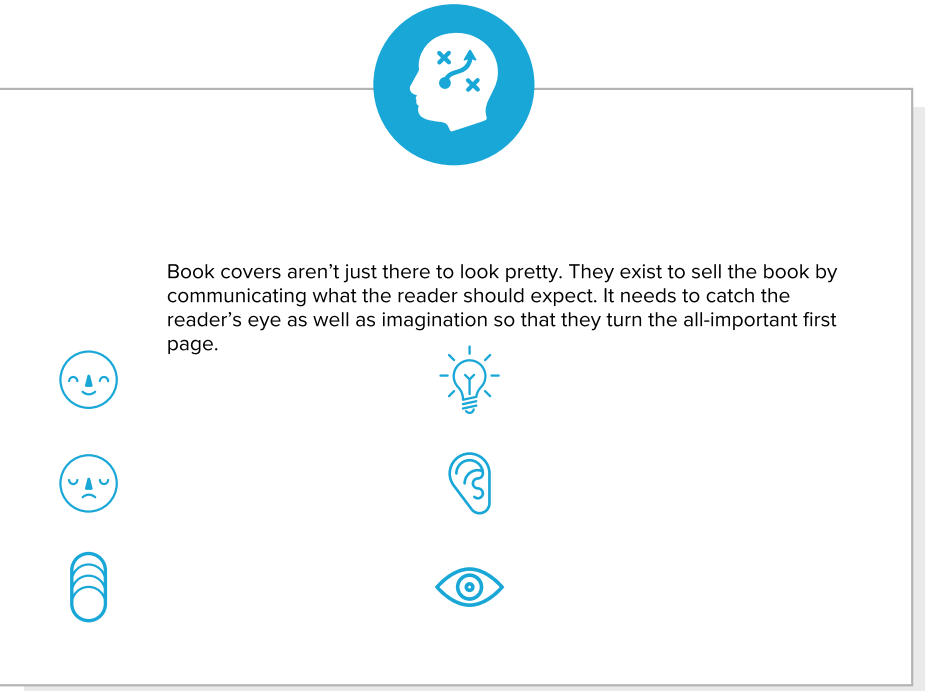 Book covers aren’t just there to look pretty. They exist to sell the book by
communicating what the reader should expect. It needs to catch the
reader’s eye as well as imagination so that they turn the all-important first
page.